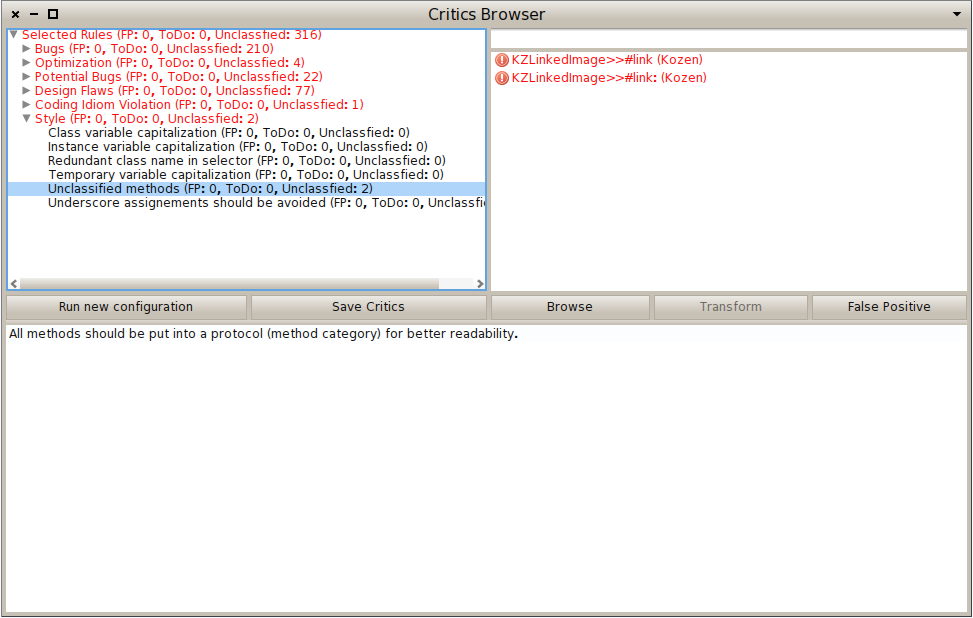 Critics Browser
Selected Rules (FP: 0, ToDo: 0, Unclassfied: 316)
Bugs (FP: 0, ToDo: 0, Unclassfied: 210)
Optimization (FP: 0, ToDo: 0, Unclassfied: 4)
Potential Bugs (FP: 0, ToDo: 0, Unclassfied: 22)
Design Flaws (FP: 0, ToDo: 0, Unclassfied: 77)
Coding Idiom Violation (FP: 0, ToDo: 0, Unclassfied: 1)
Style (FP: 0, ToDo: 0, Unclassfied: 2)
Class variable capitalization (FP: 0, ToDo: 0, Unclassfied: 0)
Instance variable capitalization (FP: 0, ToDo: 0, Unclassfied: 0)
Redundant class name in selector (FP: 0, ToDo: 0, Unclassfied: 0)
Temporary variable capitalization (FP: 0, ToDo: 0, Unclassfied: 0)
Unclassified methods (FP: 0, ToDo: 0, Unclassfied: 2)
Underscore assignements should be avoided (FP: 0, ToDo: 0, Unclassfi
KZLinkedImage>>#link (Kozen)
KZLinkedImage>>#link: (Kozen)
Run new configuration
Save Critics
Browse
Transform
False Positive
All methods should be put into a protocol (method category) for better readability.